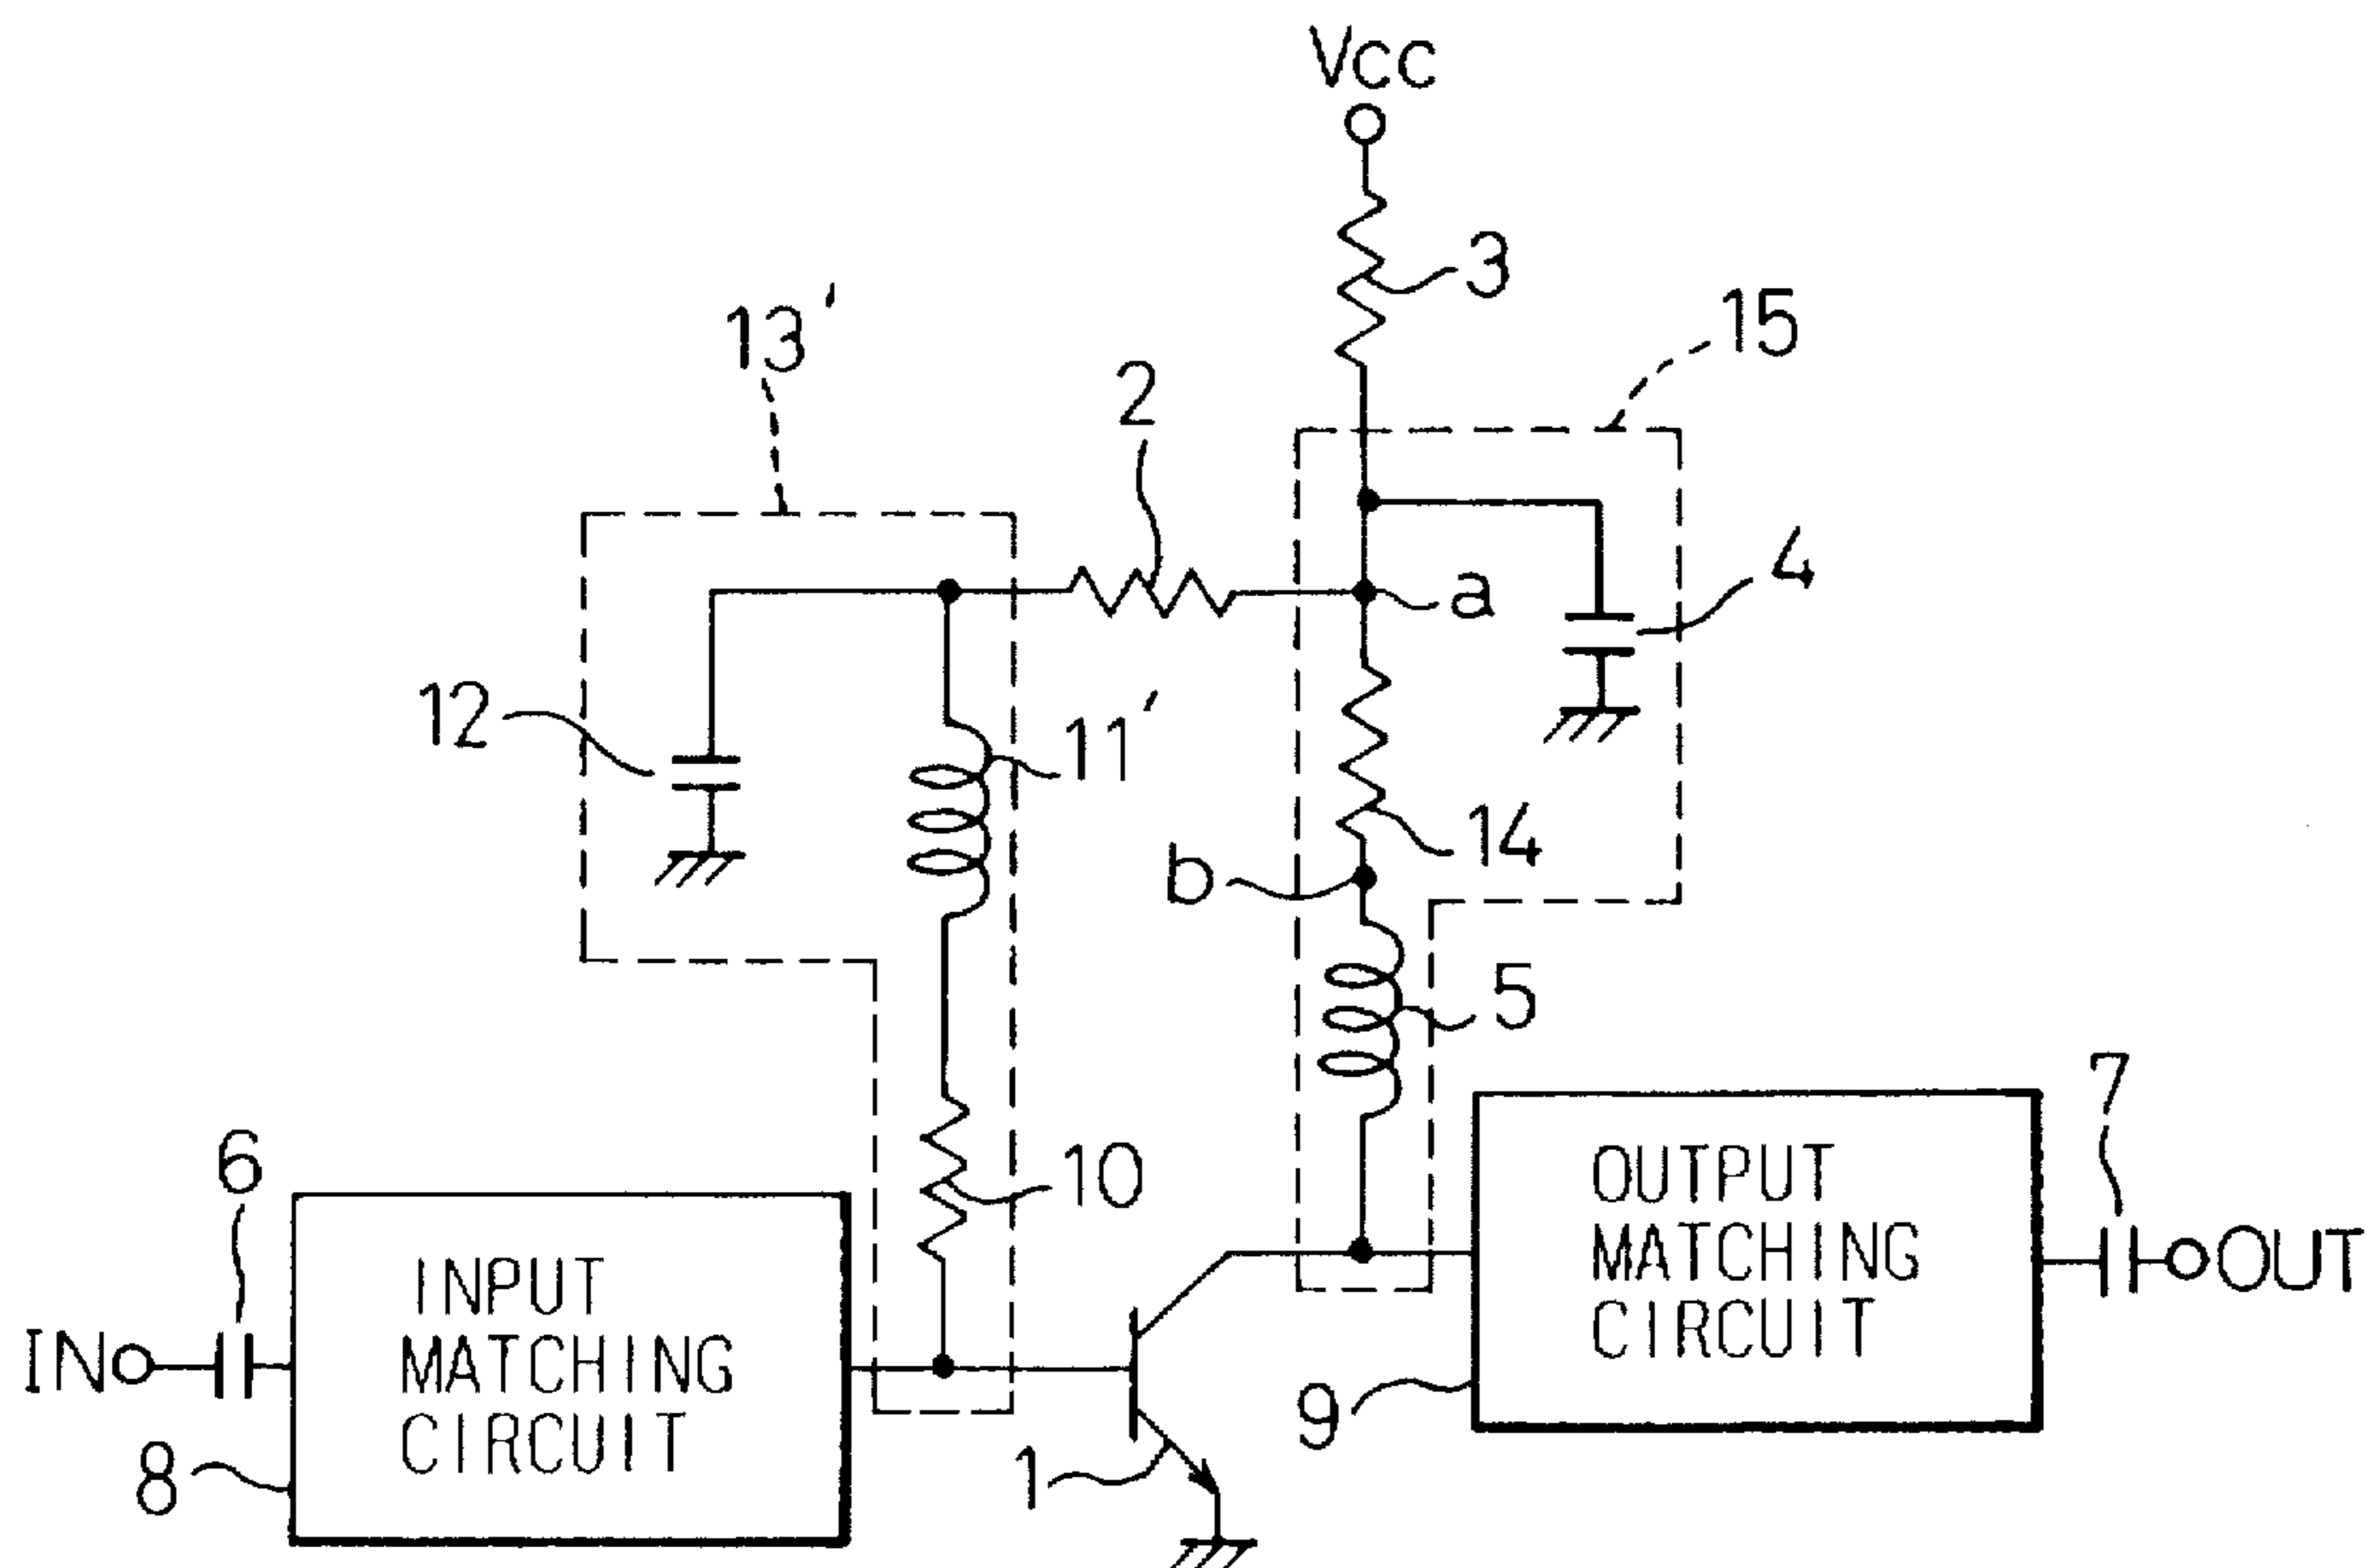 Vcc
3
15
13'
2
a
4
12
11'
14
b
5
7
6
10
OUTPUT
MATCHING
CIRCUIT
OUT
INPUT
MATCHING
CIRCUIT
IN
9
8
1